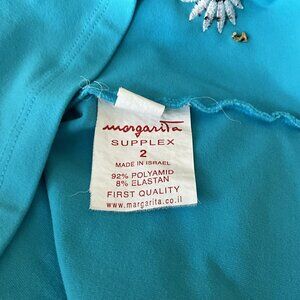 margarita
SUPPLEX
2
MADE IN ISRAEL
92% POLYAMID
8% ELASTAN
FIRST QUALITY
www.margarita.co.il